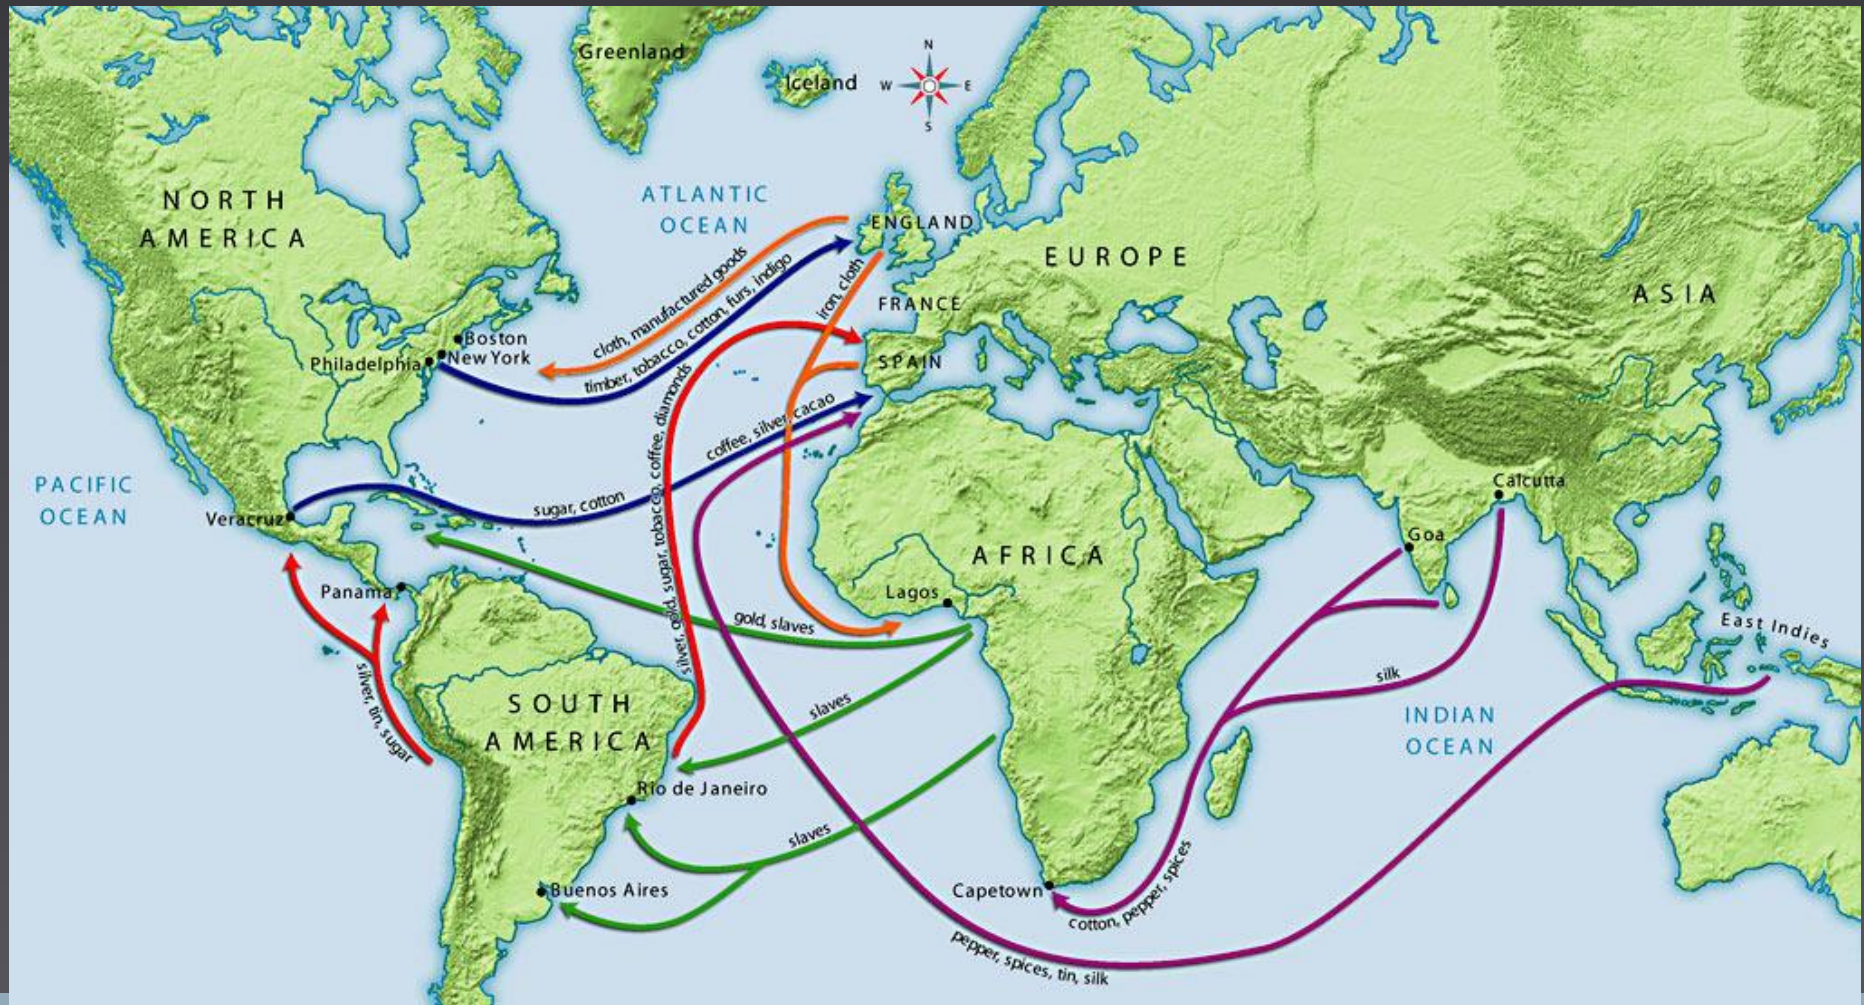 Greenland
Iceland
N
W
E
S
NORTH
AMERICA
ATLANTIC
OCEAN
ENGLAND
EUROPE
ASIA
cloth, manufactured goods
timber, tobacco, cotton, furs, indigo
iron, cloth
FRANCE
Boston
New York
Philadelphia
SPAIN
silver, gold, sugar, tobacco, coffee, diamonds
coffee, silver, cacao
sugar, cotton
PACIFIC
OCEAN
Veracruz
Calcutta
Goa
AFRICA
Panama
Lagos
gold, slaves
East Indies
silver, tin, sugar
SOUTH
AMERICA
slaves
silk
INDIAN
OCEAN
Rio de Janeiro
slaves
Buenos Aires
Capetown
cotton, pepper, spices
pepper, spices, tin, silk